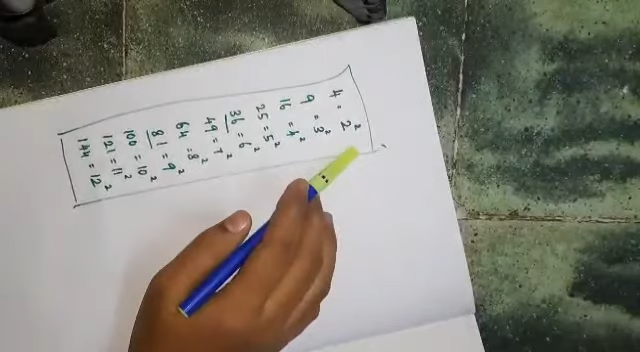 4 = 2²
9 = 3²
16 = 4²
25 = 5²
36 = 6²
49 = 7²
64 = 8²
81 = 9²
100 = 10²
121 = 11²
144 = 12²